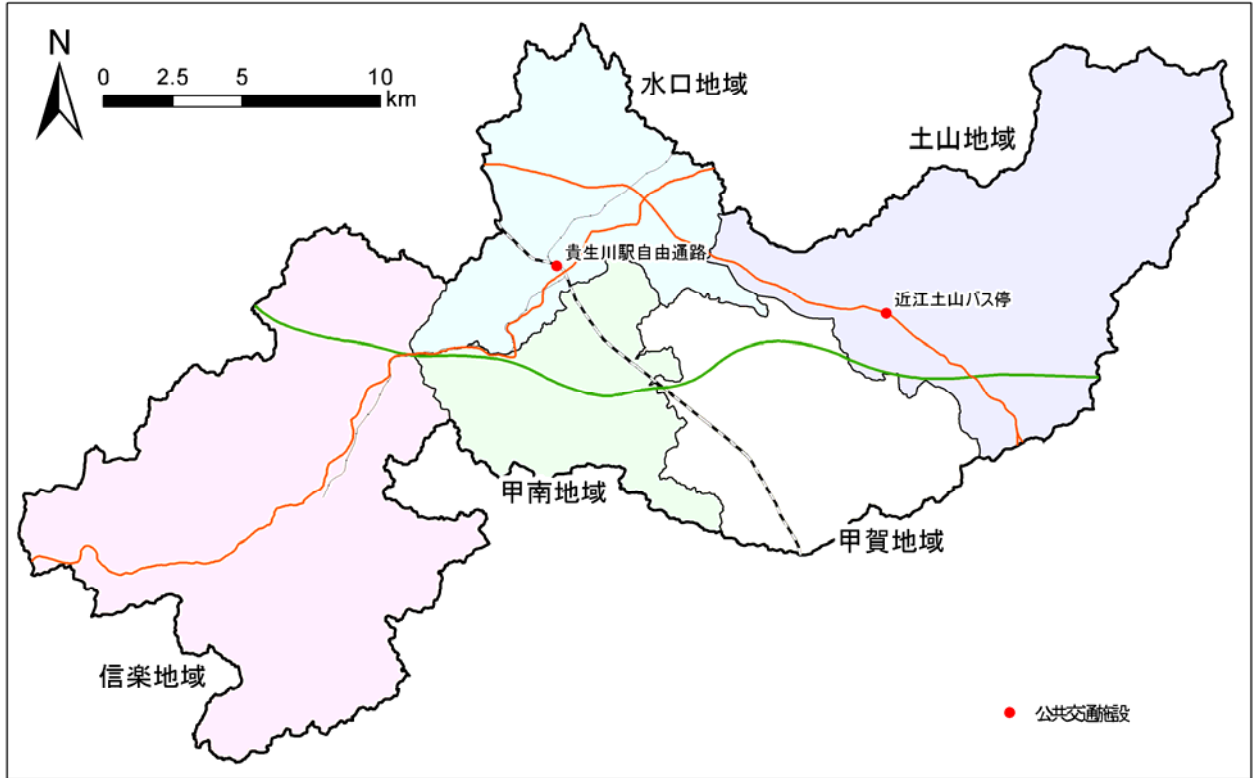 N
0 2.5 5 10
km
水口地域
土山地域
貴生川駅自由通路
近江土山バス停
甲南地域
甲賀地域
信楽地域
公共交通施設